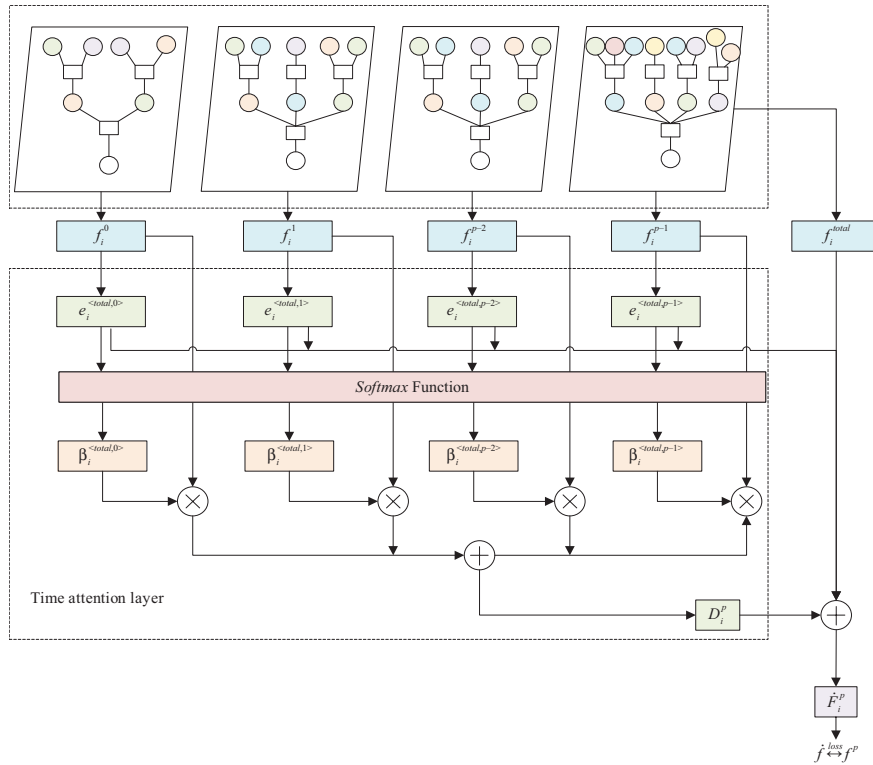 f_i^0 f_i^1 f_i^{p−2} f_i^{p−1} f_i^{total}
e_i^{<total,0>} e_i^{<total,1>} e_i^{<total,p−2>} e_i^{<total,p−1>}
Softmax Function
β_i^{<total,0>} β_i^{<total,1>} β_i^{<total,p−2>} β_i^{<total,p−1>}
Time attention layer
D_i^p
Ḟ_i^p
ḟ loss ↔ f^p